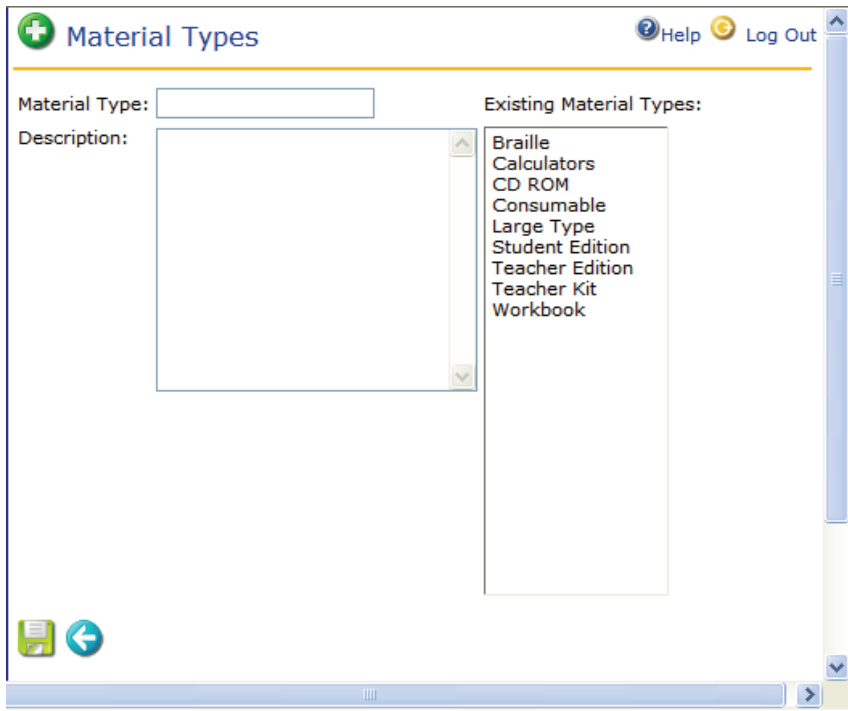 Material Types
Help Log Out
Material Type:
Existing Material Types:
Description:
Braille
Calculators
CD ROM
Consumable
Large Type
Student Edition
Teacher Edition
Teacher Kit
Workbook